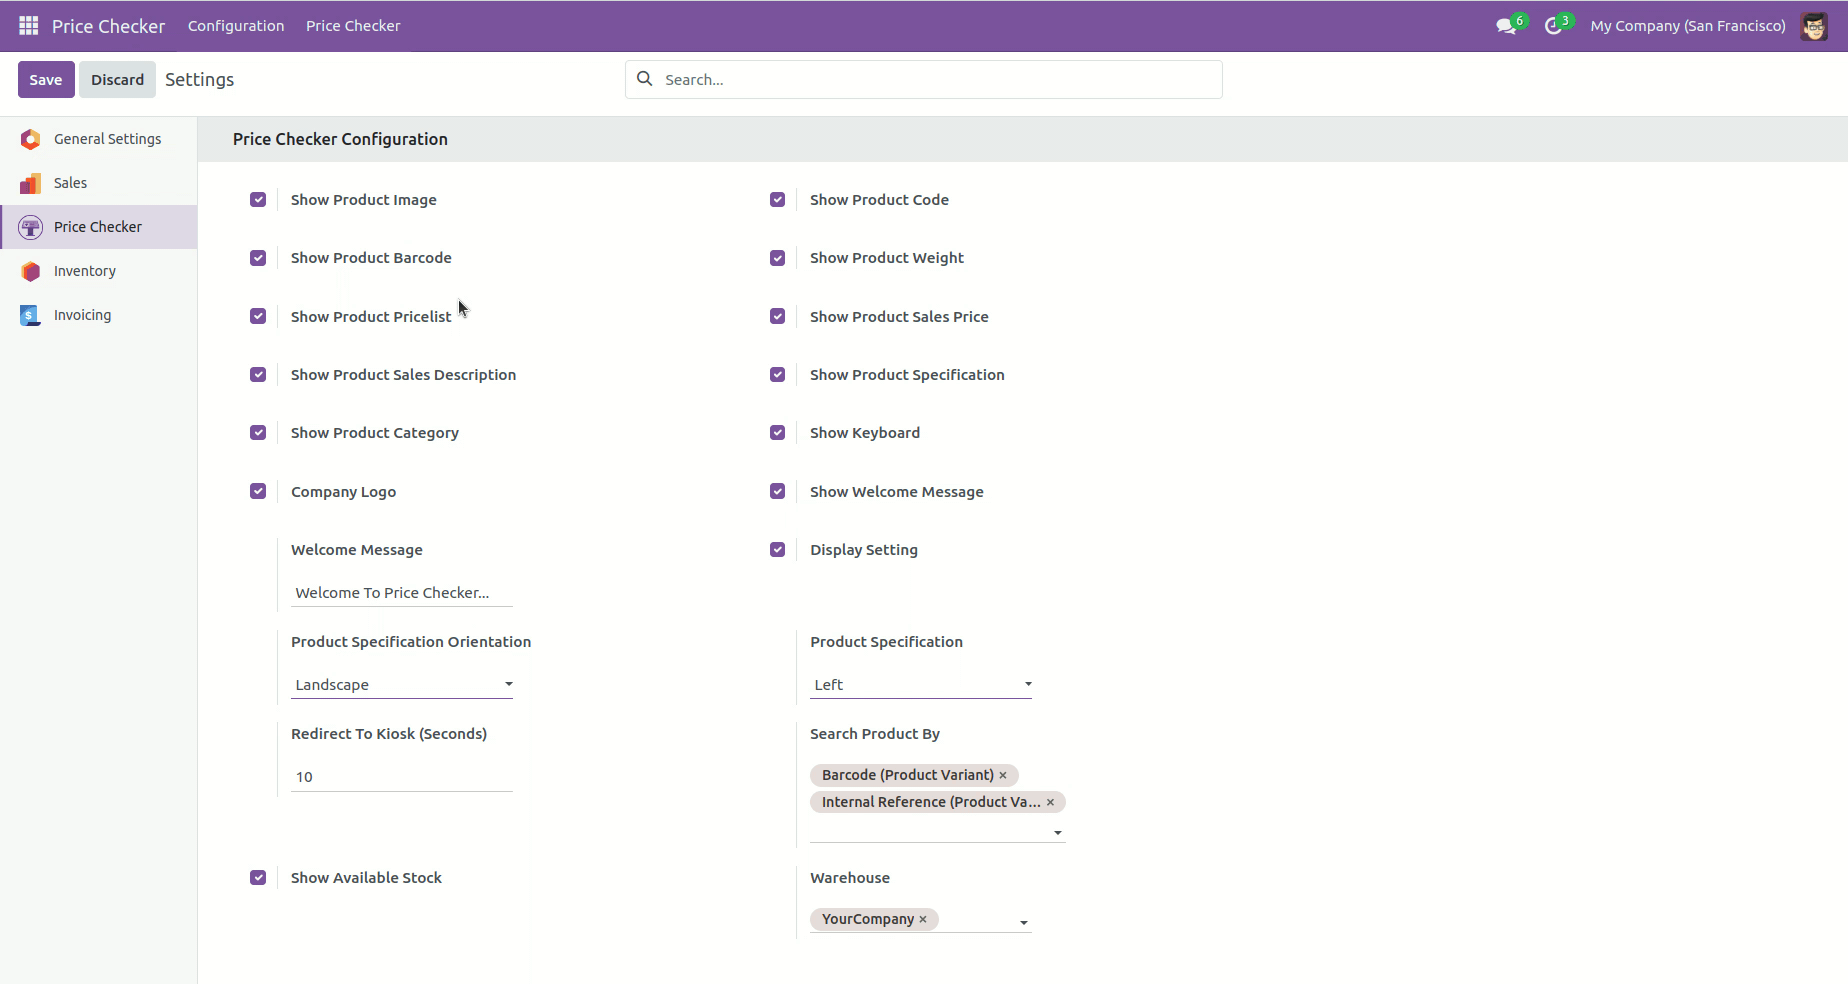 Price Checker Configuration Price Checker 6 3 My Company (San Francisco)
Save Discard Settings Search...
General Settings
Sales
Price Checker
Inventory
Invoicing
Price Checker Configuration
Show Product Image Show Product Code
Show Product Barcode Show Product Weight
Show Product Pricelist Show Product Sales Price
Show Product Sales Description Show Product Specification
Show Product Category Show Keyboard
Company Logo Show Welcome Message
Welcome Message Display Setting
Welcome To Price Checker...
Product Specification Orientation Product Specification
Landscape Left
Redirect To Kiosk (Seconds) Search Product By
10 Barcode (Product Variant) ×
Internal Reference (Product Va... ×
Show Available Stock Warehouse
YourCompany ×